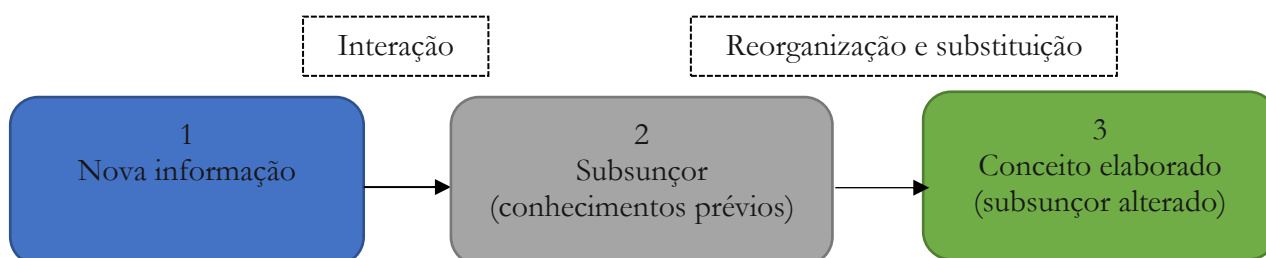 Interação
Reorganização e substituição
1
Nova informação
2
Subsunçor
(conhecimentos prévios)
3
Conceito elaborado
(subsunçor alterado)